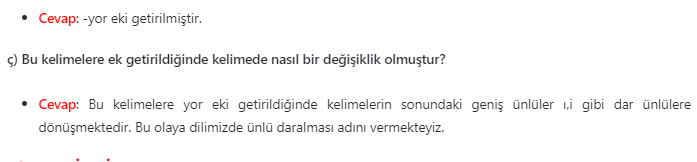 Cevap: -yor eki getirilmiştir.
ç) Bu kelimelere ek getirildiğinde kelimede nasıl bir değişiklik olmuştur?
Cevap: Bu kelimelere yor eki getirildiğinde kelimelerin sonundaki geniş ünlüler ı,i gibi dar ünlülere
dönüşmektedir. Bu olaya dilimizde ünlü daralması adını vermekteyiz.